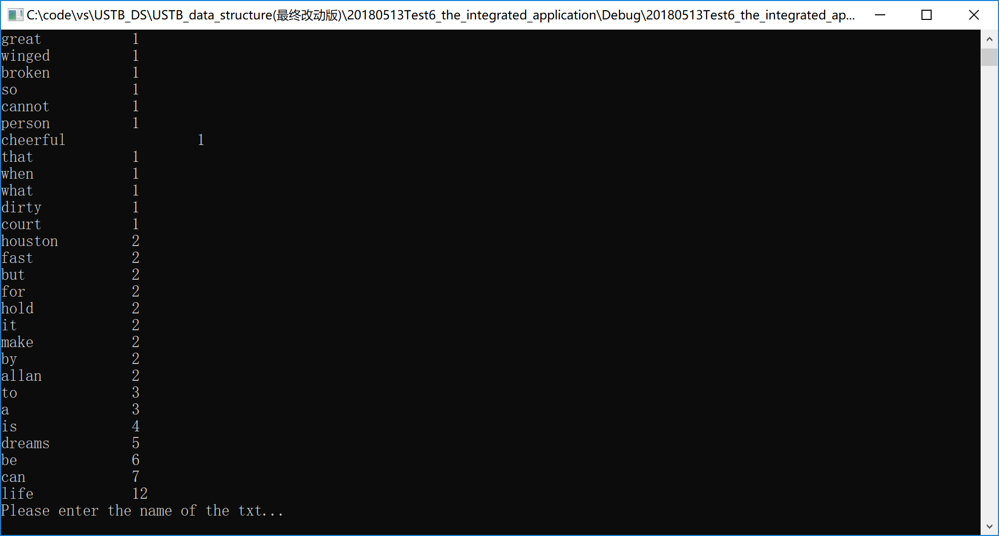 C:\code\vs\USTB_DS\USTB_data_structure(最终改动版)\20180513Test6_the_integrated_application\Debug\20180513Test6_the_integrated_ap...
great 1
winged 1
broken 1
so 1
cannot 1
person 1
cheerful 1
that 1
when 1
what 1
dirty 1
court 1
houston 2
fast 2
but 2
for 2
hold 2
it 2
make 2
by 2
allan 2
to 3
a 3
is 4
dreams 5
be 6
can 7
life 12
Please enter the name of the txt...